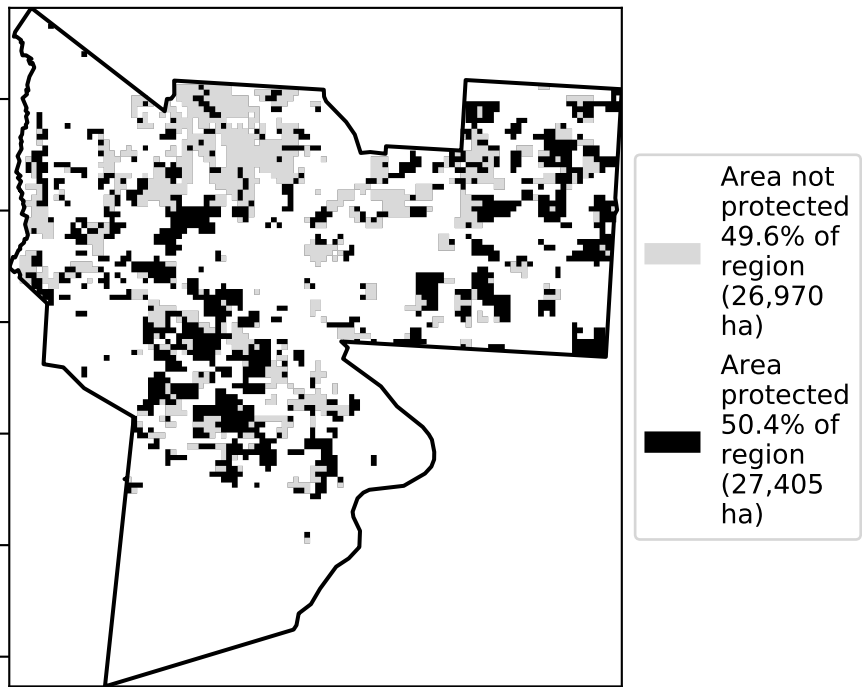 Area not
protected
49.6% of
region
(26,970
ha)
Area
protected
50.4% of
region
(27,405
ha)